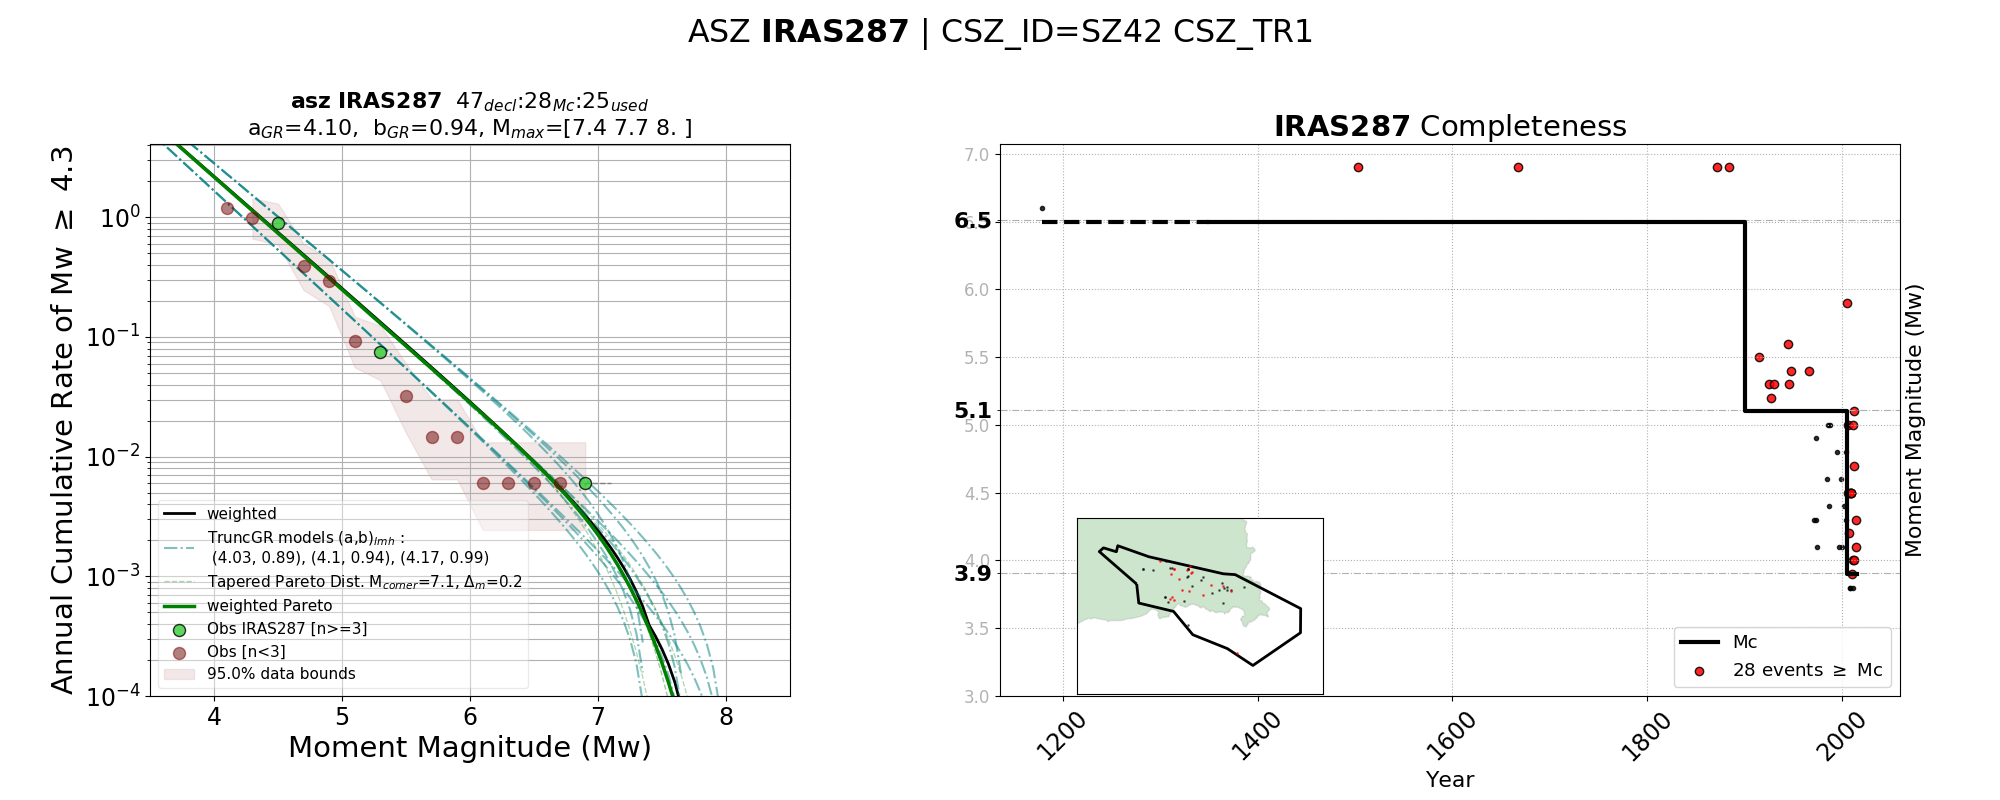 ASZ IRAS287 | CSZ_ID=SZ42 CSZ_TR1
asz IRAS287 47decl:28Mc:25used
aGR=4.10, bGR=0.94, Mmax=[7.4 7.7 8. ]
Annual Cumulative Rate of Mw ≥ 4.3
10^0
10^−1
10^−2
10^−3
10^−4
weighted
TruncGR models (a,b)lmh :
(4.03, 0.89), (4.1, 0.94), (4.17, 0.99)
Tapered Pareto Dist. Mcorner=7.1, Δm=0.2
weighted Pareto
Obs IRAS287 [n>=3]
Obs [n<3]
95.0% data bounds
4 5 6 7 8
Moment Magnitude (Mw)
IRAS287 Completeness
7.0
6.5
6.0
5.5
5.1
5.0
4.5
4.0
3.9
3.5
3.0
Mc
28 events ≥ Mc
1200 1400 1600 1800 2000
Year
Moment Magnitude (Mw)